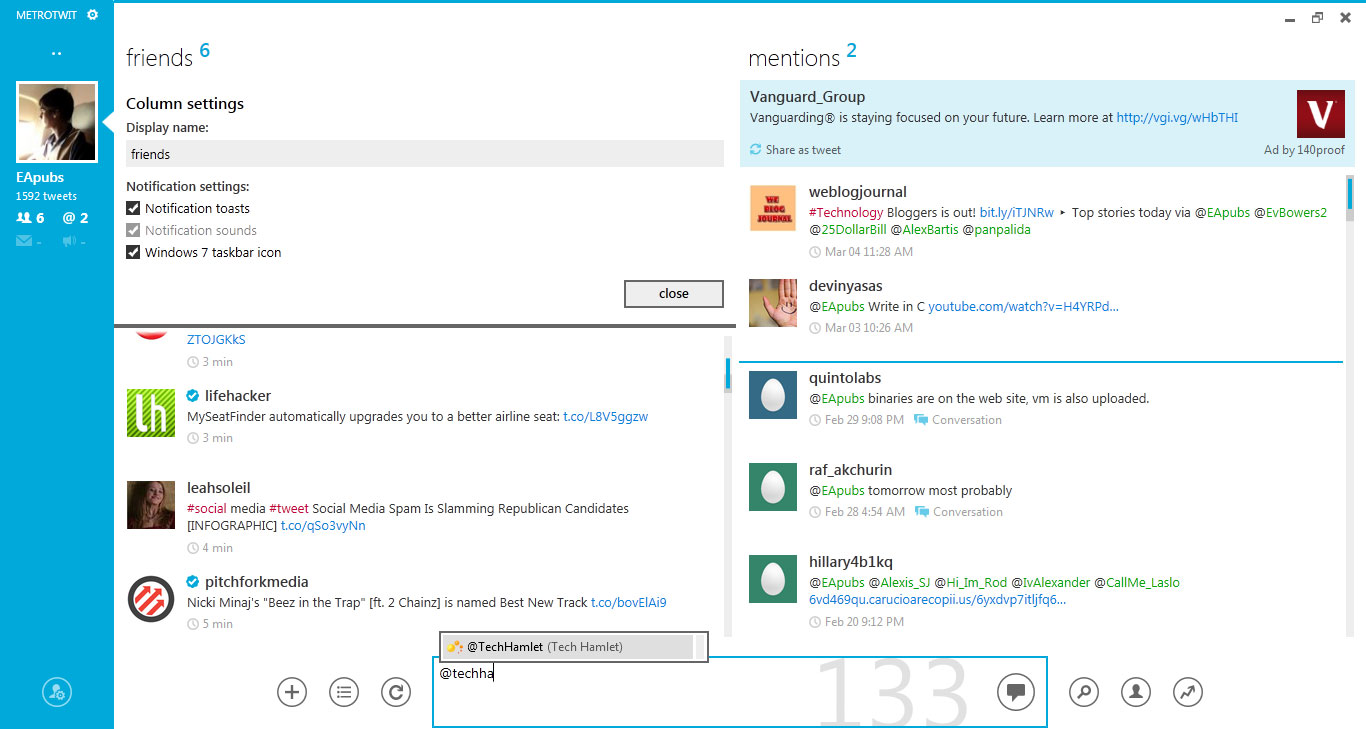 METROTWIT
EApubs
1592 tweets
6 @ 2
-
-
friends 6
Column settings
Display name:
friends
Notification settings:
Notification toasts
Notification sounds
Windows 7 taskbar icon
close
ZTOJGKkS
3 min
lh
lifehacker
MySeatFinder automatically upgrades you to a better airline seat: t.co/L8V5ggzw
3 min
leahsoleil
#social media #tweet Social Media Spam Is Slamming Republican Candidates
[INFOGRAPHIC] t.co/qSo3vyNn
4 min
pitchforkmedia
Nicki Minaj's "Beez in the Trap" [ft. 2 Chainz] is named Best New Track t.co/bovElAi9
5 min
mentions 2
Vanguard_Group
Vanguarding® is staying focused on your future. Learn more at http://vgi.vg/wHbTHI
V
Share as tweet
Ad by 140proof
WE
BLOG
JOURNAL
weblogjournal
#Technology Bloggers is out! bit.ly/iTJNRw ▸ Top stories today via @EApubs @EvBowers2
@25DollarBill @AlexBartis @panpalida
Mar 04 11:28 AM
devinyasas
@EApubs Write in C youtube.com/watch?v=H4YRPd...
Mar 03 10:26 AM
quintolabs
@EApubs binaries are on the web site, vm is also uploaded.
Feb 29 9:08 PM Conversation
raf_akchurin
@EApubs tomorrow most probably
Feb 28 4:54 AM Conversation
hillary4b1kq
@EApubs @Alexis_SJ @Hi_Im_Rod @IvAlexander @CallMe_Laslo
6vd469qu.carucioarecopii.us/6yxdvp7itljfq6...
Feb 20 9:12 PM
@TechHamlet (Tech Hamlet)
@techha
133